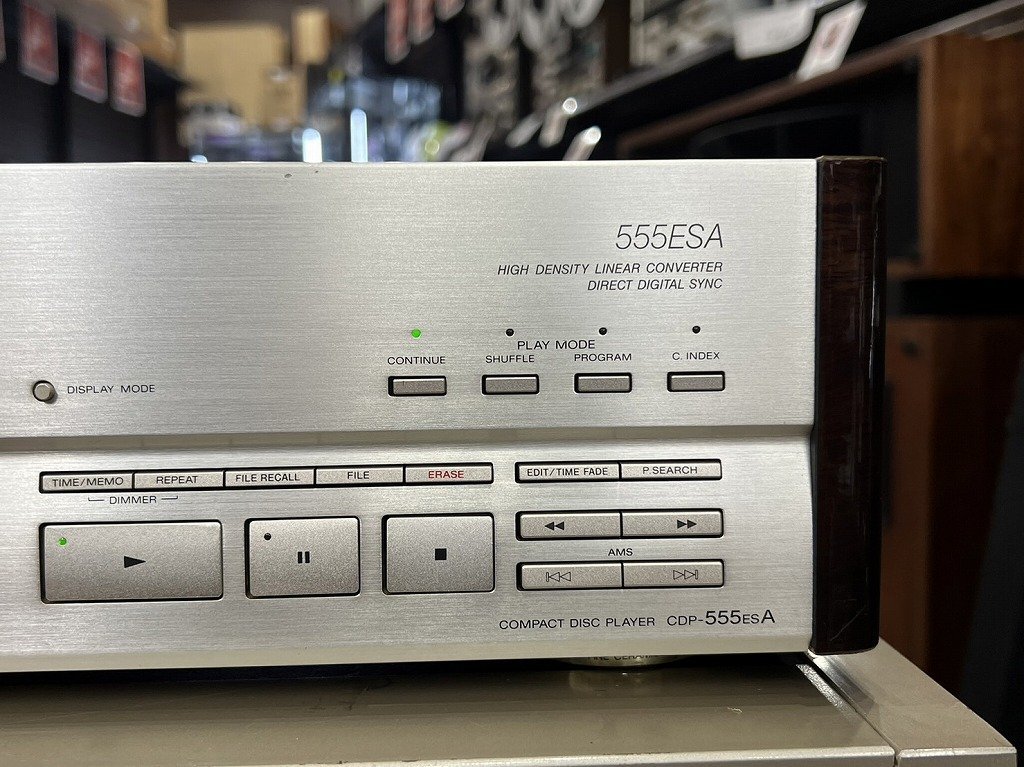 555ESA
HIGH DENSITY LINEAR CONVERTER
DIRECT DIGITAL SYNC
PLAY MODE
CONTINUE SHUFFLE PROGRAM C. INDEX
DISPLAY MODE
TIME/MEMO REPEAT FILE RECALL FILE ERASE EDIT/TIME FADE P.SEARCH
DIMMER
AMS
COMPACT DISC PLAYER CDP-555ESA